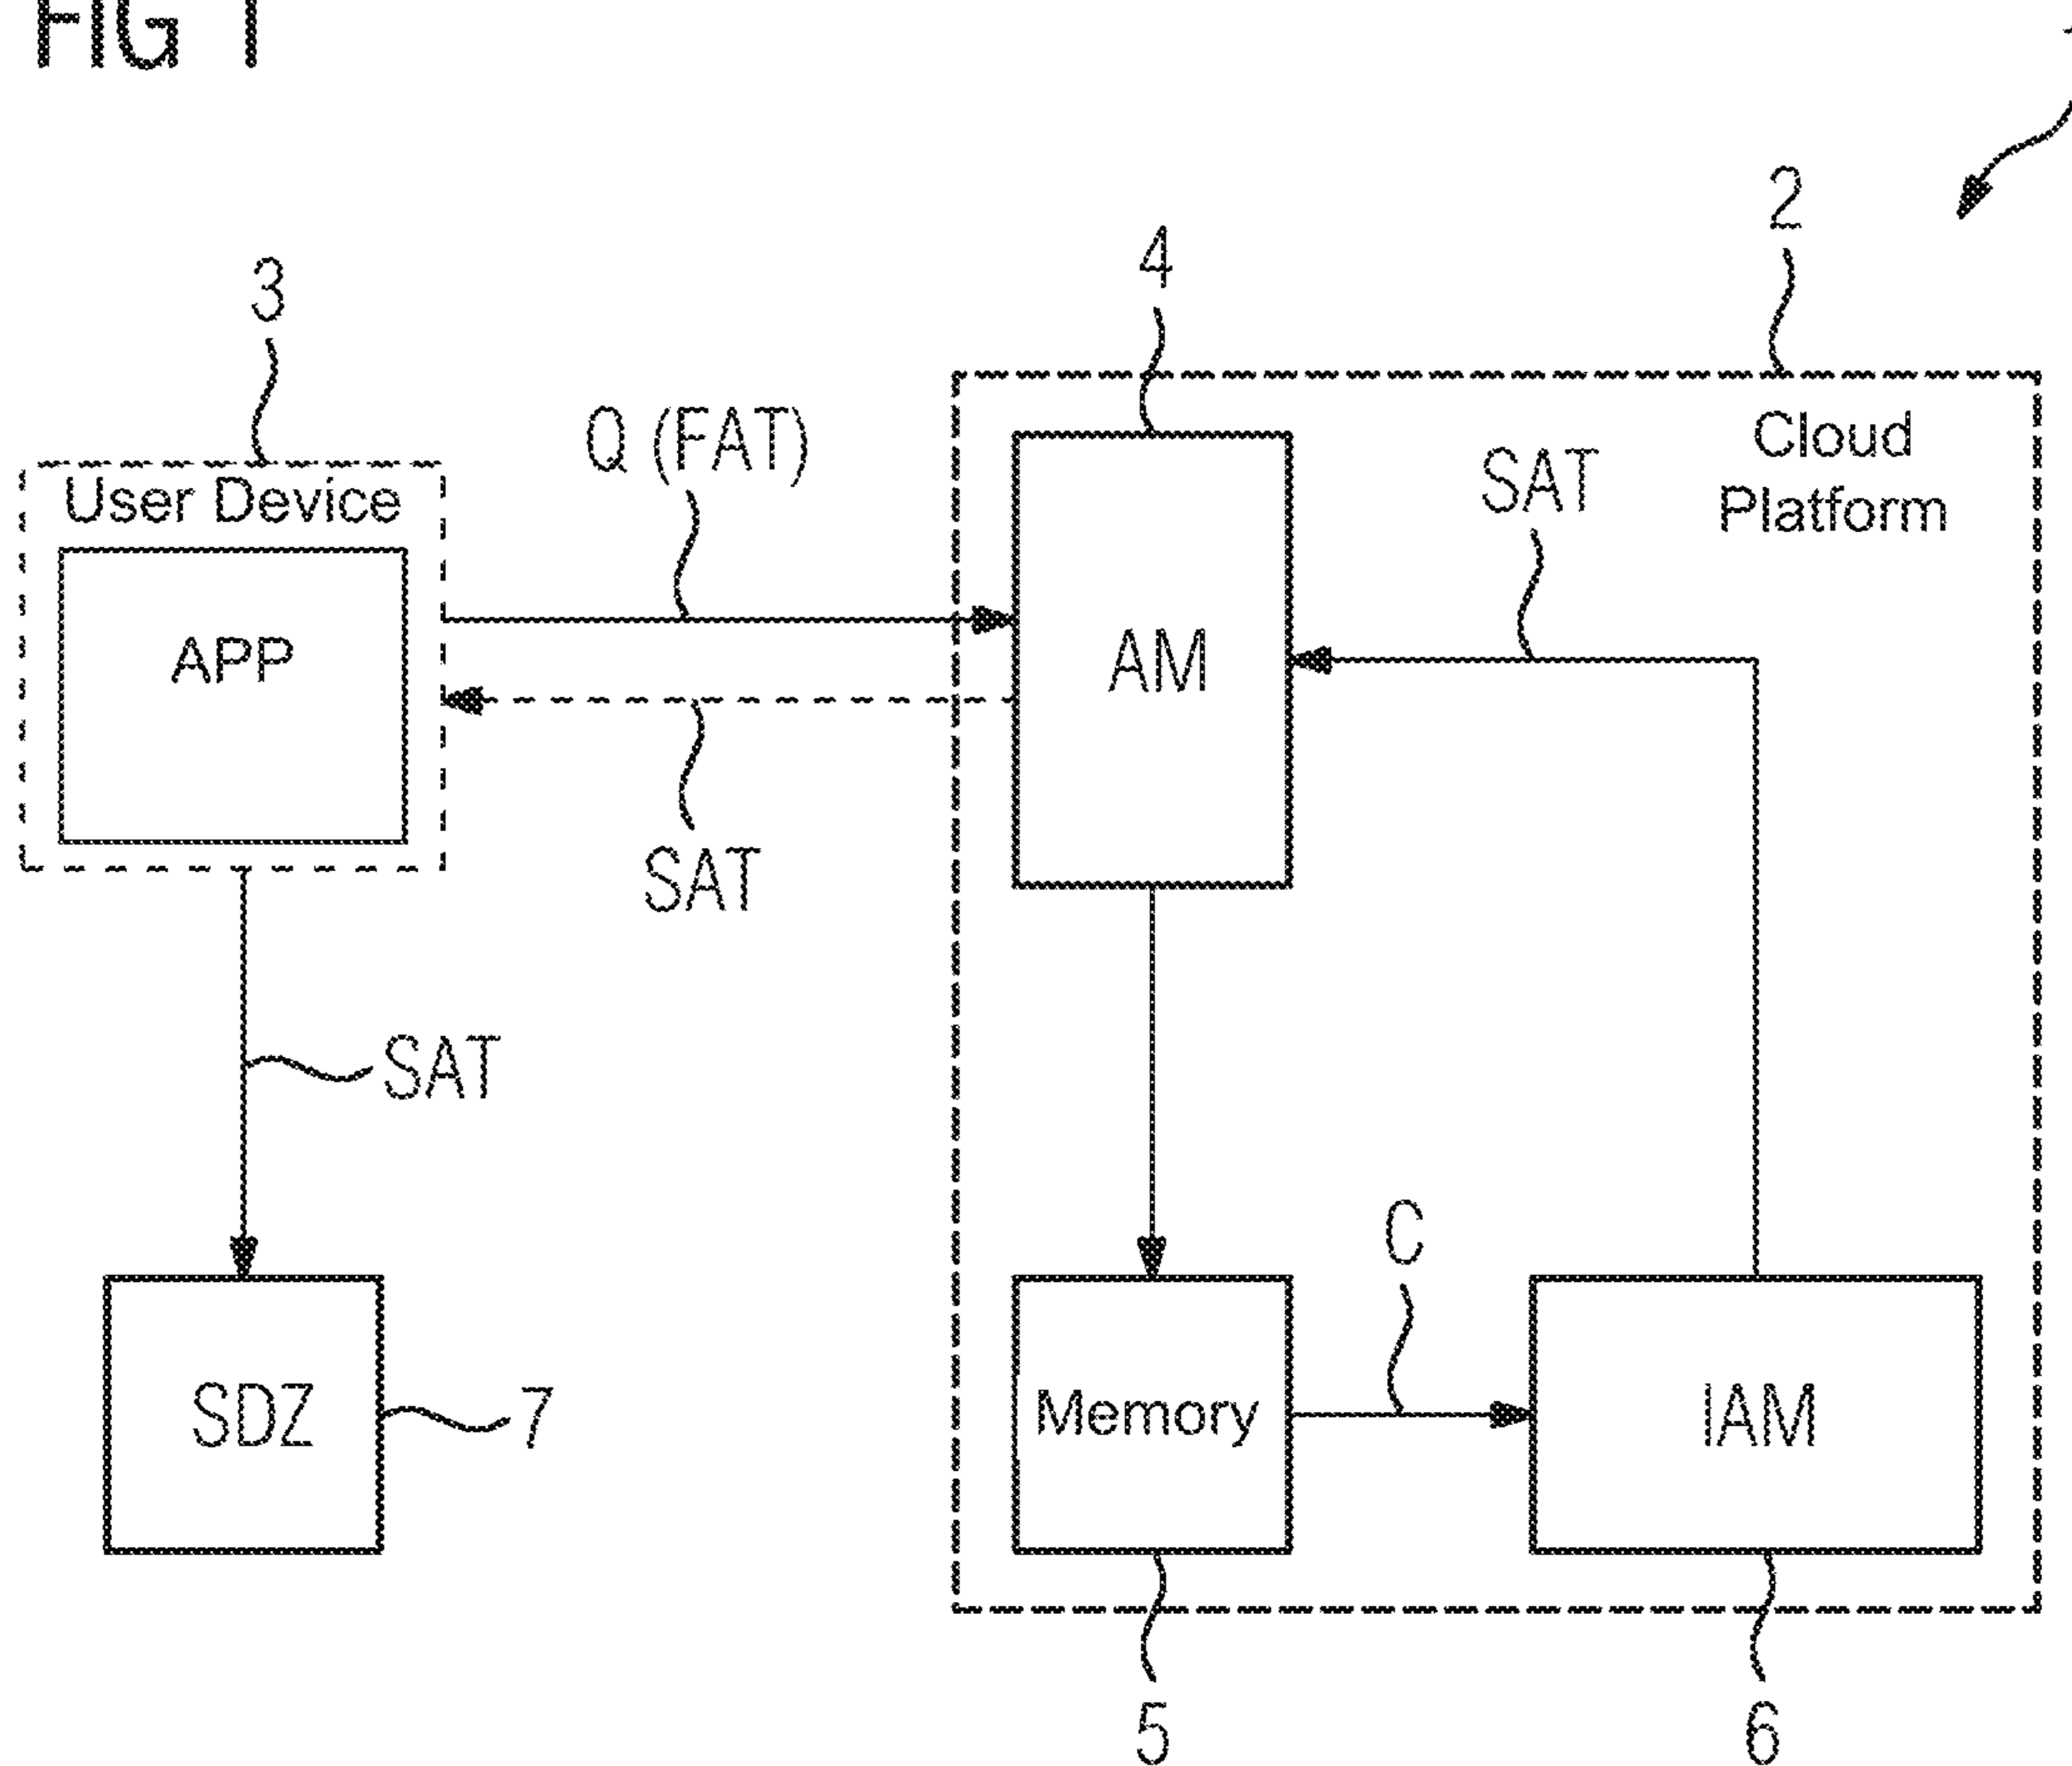 FIG 1
2
4
3
Q (FAT)
Cloud
Platform
SAT
User Device
APP
AM
SAT
SAT
C
SDZ
7
Memory
IAM
5
6